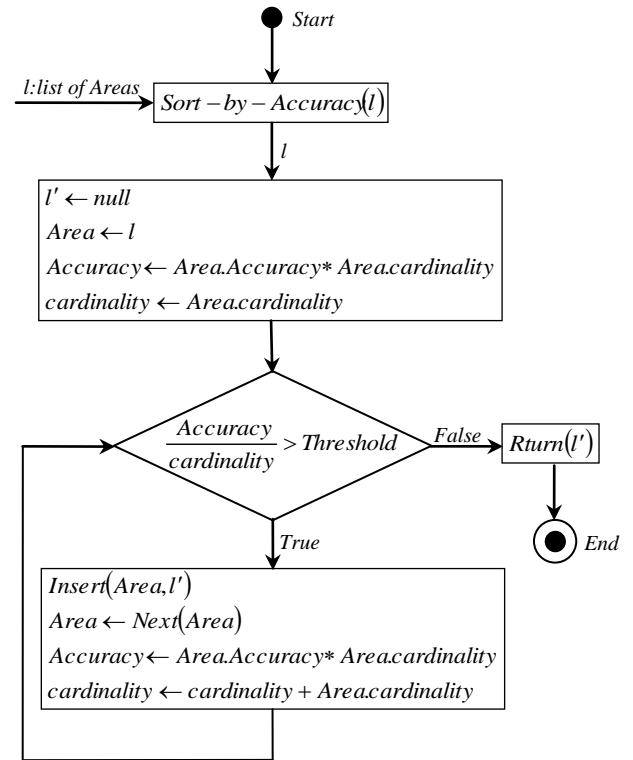 Start
l:list of Areas
Sort – by – Accuracy(l)
l
l' ← null
Area ← l
Accuracy ← Area.Accuracy * Area.cardinality
cardinality ← Area.cardinality
Accuracy
cardinality > Threshold
False
Rturn(l')
True
End
Insert(Area, l')
Area ← Next(Area)
Accuracy ← Area.Accuracy * Area.cardinality
cardinality ← cardinality + Area.cardinality